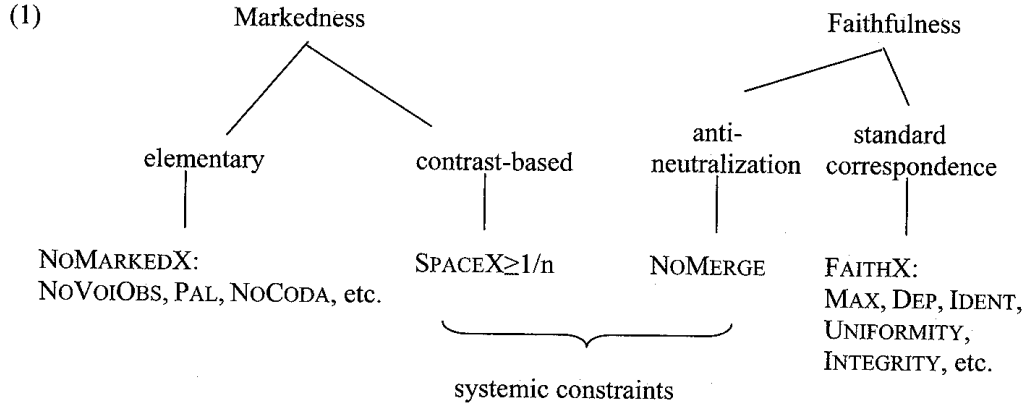 (1) Markedness Faithfulness
elementary contrast-based anti-neutralization standard correspondence
NOMARKEDX:
NOVOIOBS, PAL, NOCODA, etc.
SPACEX≥1/n
NOMERGE
FAITHX:
MAX, DEP, IDENT,
UNIFORMITY,
INTEGRITY, etc.
systemic constraints